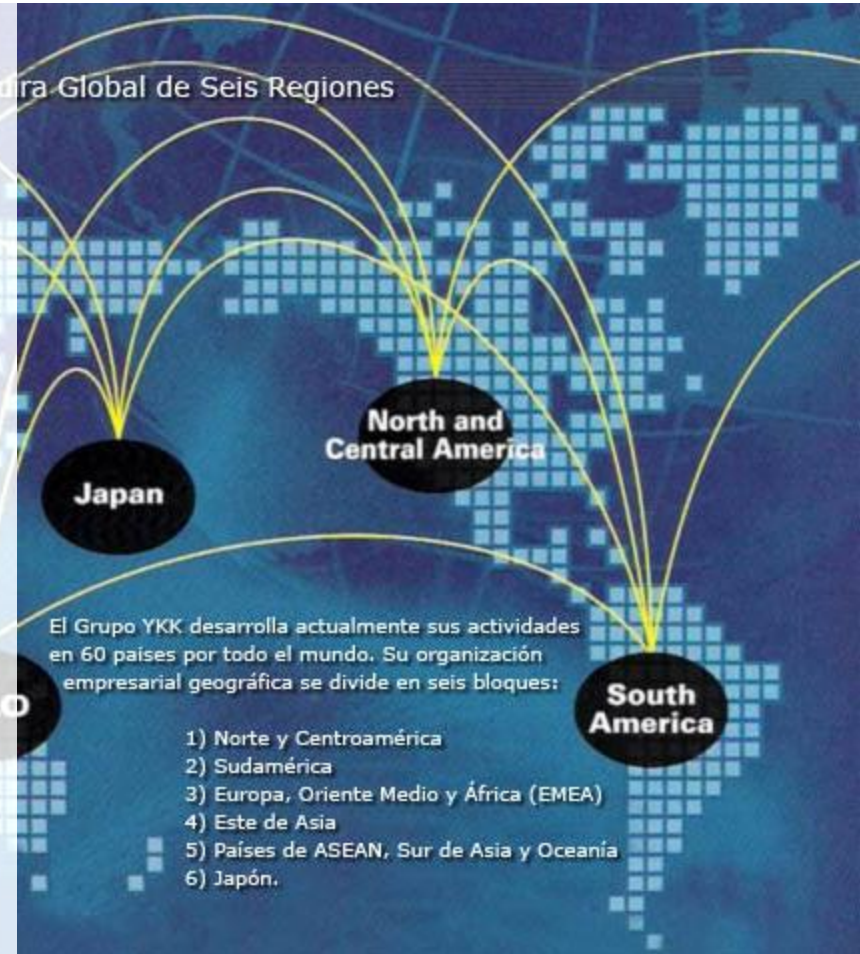 Global de Seis Regiones
North and
Central America
Japan
El Grupo YKK desarrolla actualmente sus actividades
en 60 paises por todo el mundo. Su organización
empresarial geográfica se divide en seis bloques:
South
America
1) Norte y Centroamérica
2) Sudamérica
3) Europa, Oriente Medio y África (EMEA)
4) Este de Asia
5) Países de ASEAN, Sur de Asia y Oceanía
6) Japón.